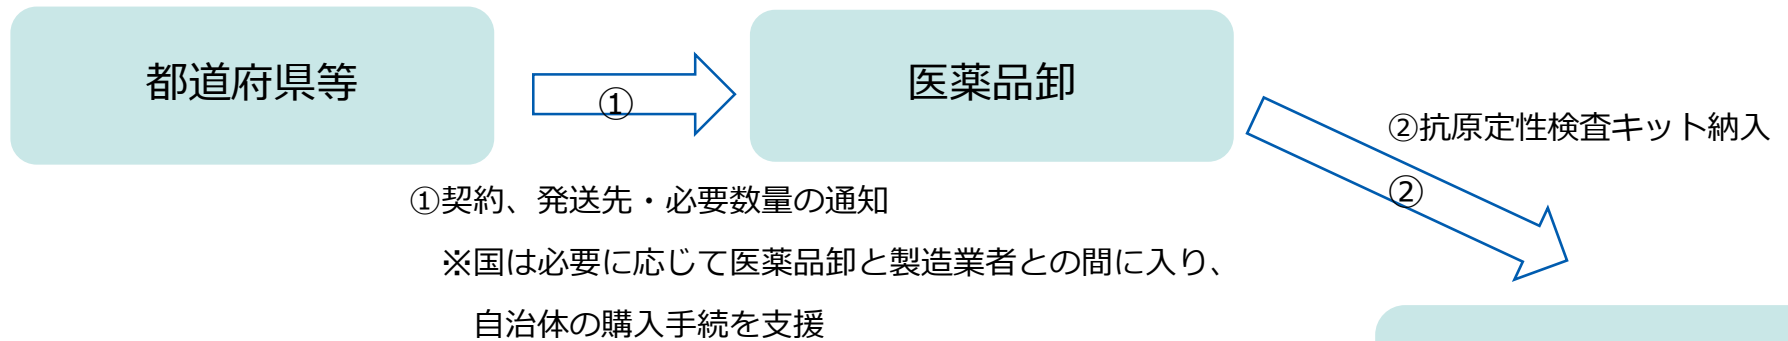 都道府県等
①
医薬品卸
②抗原定性検査キット納入
②
①契約、発送先・必要数量の通知
※国は必要に応じて医薬品卸と製造業者との間に入り、
自治体の購入手続を支援